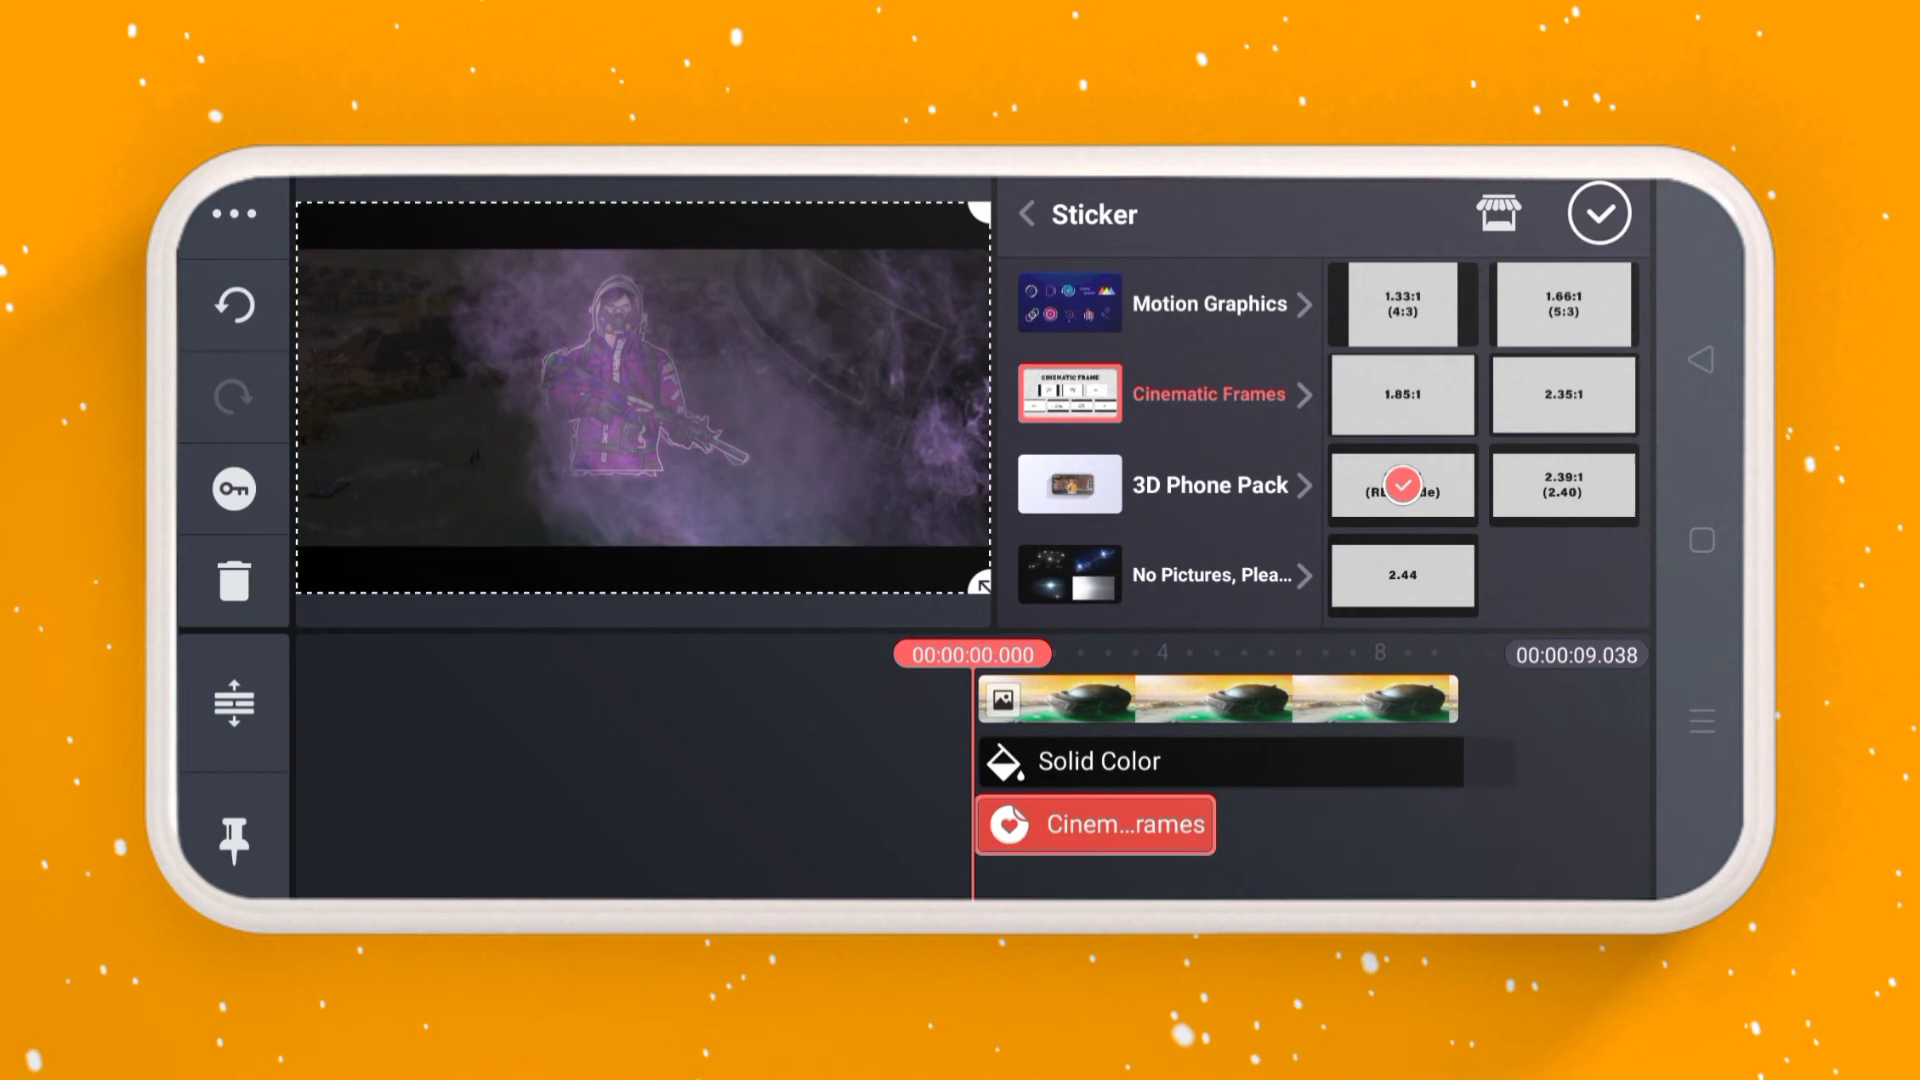 Sticker
Motion Graphics
Cinematic Frames
CINEMATIC FRAME
3D Phone Pack
No Pictures, Plea...
1.33:1
(4:3)
1.66:1
(5:3)
1.85:1
2.35:1
2.39:1
(2.40)
2.44
00:00:00.000
4
8
00:00:09.038
Solid Color
Cinem...rames